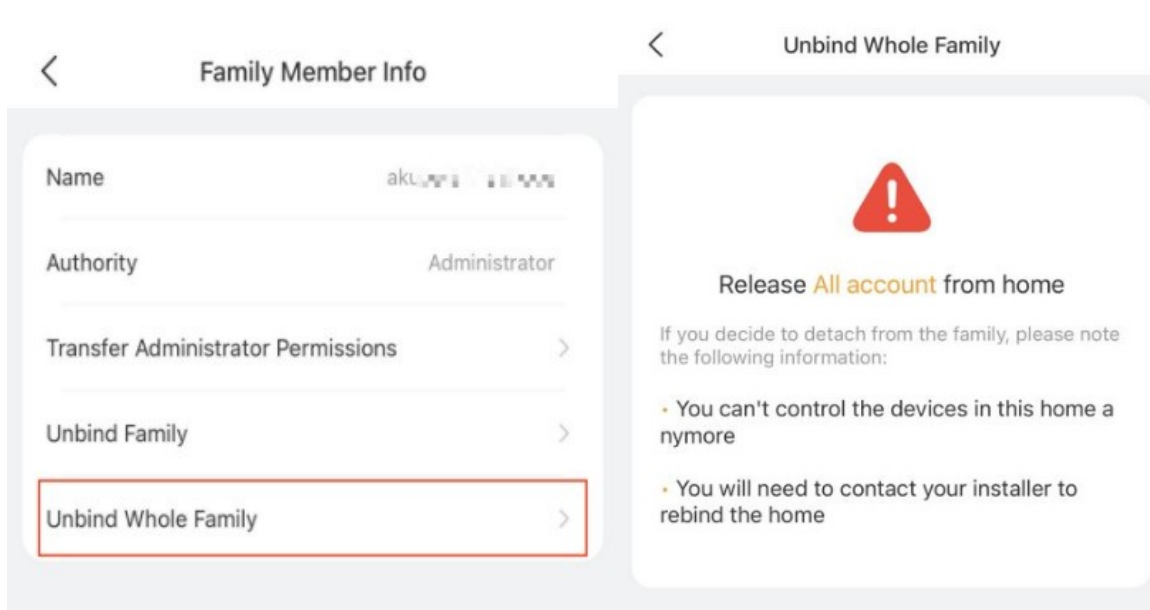 Family Member Info
Name
Authority Administrator
Transfer Administrator Permissions
Unbind Family
Unbind Whole Family
Unbind Whole Family
Release All account from home
If you decide to detach from the family, please note
the following information:
· You can't control the devices in this home a
nymore
· You will need to contact your installer to
rebind the home